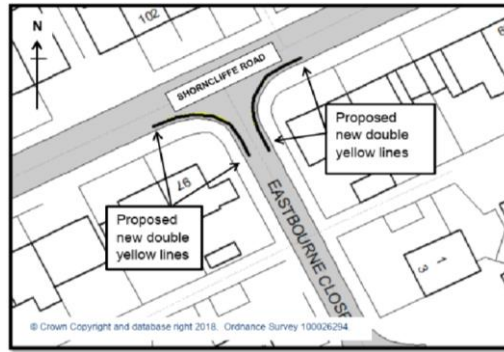 102
N
SHORNCLIFFE ROAD
Proposed
new double
yellow lines
97
Proposed
new double
yellow lines
EASTBOURNE CLOS
1
3
© Crown Copyright and database right 2018. Ordnance Survey 100026294